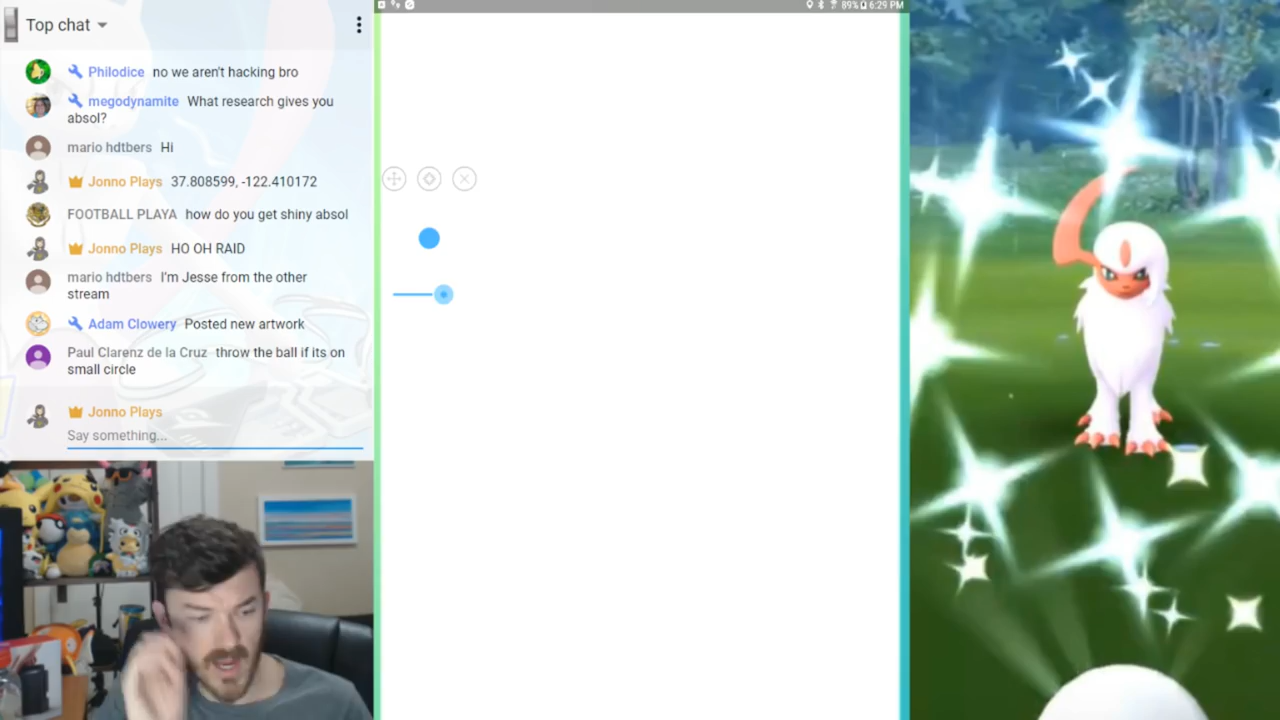 Top chat
Philodice no we aren't hacking bro
megodynamite What research gives you
absol?
mario hdtbers Hi
Jonno Plays 37.808599, -122.410172
FOOTBALL PLAYA how do you get shiny absol
Jonno Plays HO OH RAID
mario hdtbers I'm Jesse from the other
stream
Adam Clowery Posted new artwork
Paul Clarenz de la Cruz throw the ball if its on
small circle
Jonno Plays
Say something...
89% 6:29 PM